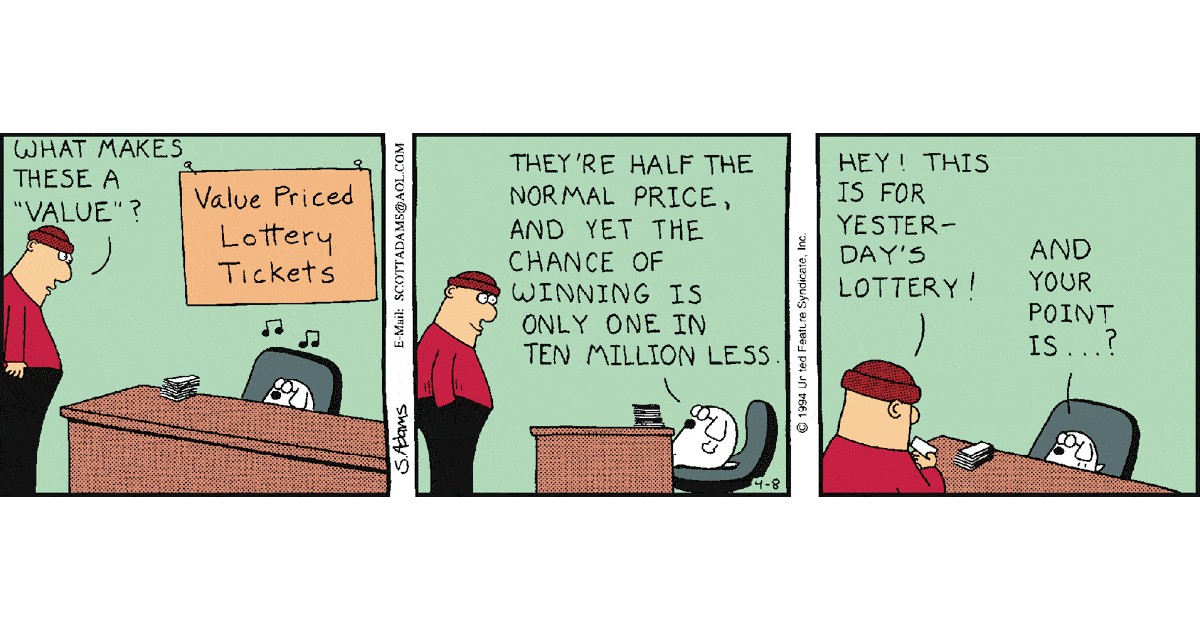 WHAT MAKES
THESE A
"VALUE"?
Value Priced
Lottery
Tickets
E-Mail: SCOTTADAMS@AOL.COM
S.Adams
THEY'RE HALF THE
NORMAL PRICE,
AND YET THE
CHANCE OF
WINNING IS
ONLY ONE IN
TEN MILLION LESS.
4-8
© 1994 United Feature Syndicate, Inc.
HEY! THIS
IS FOR
YESTER-
DAY'S
LOTTERY!
AND
YOUR
POINT
IS...?